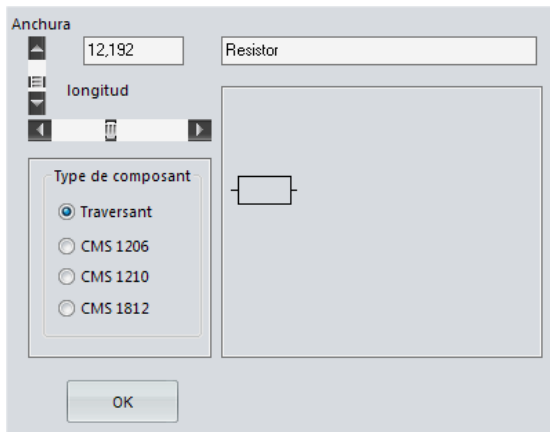 Anchura
12,192
Resistor
longitud
Type de composant
Traversant
CMS 1206
CMS 1210
CMS 1812
OK